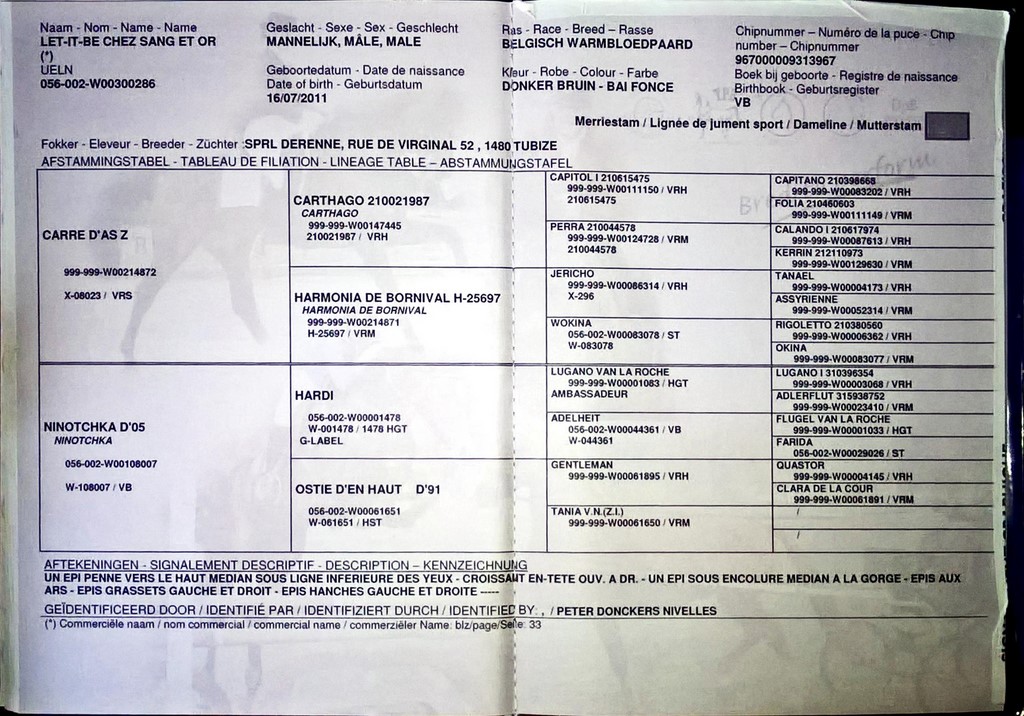 Naam - Nom - Name - Name
LET-IT-BE CHEZ SANG ET OR
(*)
UELN
056-002-W00300286
Geslacht - Sexe - Sex - Geschlecht
MANNELIJK, MÂLE, MALE
Geboortedatum - Date de naissance
Date of birth - Geburtsdatum
16/07/2011
Ras - Race - Breed – Rasse
BELGISCH WARMBLOEDPAARD
Kleur - Robe - Colour - Farbe
DONKER BRUIN - BAI FONCE
Chipnummer – Numéro de la puce - Chip
number – Chipnummer
967000009313967
Boek bij geboorte - Registre de naissance
Birthbook - Geburtsregister
VB
Merriestam / Lignée de jument sport / Dameline / Mutterstam
Fokker - Eleveur - Breeder - Züchter :SPRL DERENNE, RUE DE VIRGINAL 52 , 1480 TUBIZE
AFSTAMMINGSTABEL - TABLEAU DE FILIATION - LINEAGE TABLE – ABSTAMMUNGSTAFEL
CARRE D'AS Z
999-999-W00214872
X-08023 / VRS
NINOTCHKA D'05
NINOTCHKA
056-002-W00108007
W-108007 / VB
CARTHAGO 210021987
CARTHAGO
999-999-W00147445
210021987 / VRH
HARMONIA DE BORNIVAL H-25697
HARMONIA DE BORNIVAL
999-999-W00214871
H-25697 / VRM
HARDI
056-002-W00001478
W-001478 / 1478 HGT
G-LABEL
OSTIE D'EN HAUT D'91
056-002-W00061651
W-061651 / HST
CAPITOL I 210615475
999-999-W00111150 / VRH
210615475
PERRA 210044578
999-999-W00124728 / VRM
210044578
JERICHO
999-999-W00086314 / VRH
X-296
WOKINA
056-002-W00083078 / ST
W-083078
LUGANO VAN LA ROCHE
999-999-W00001083 / HGT
AMBASSADEUR
ADELHEIT
056-002-W00044361 / VB
W-044361
GENTLEMAN
999-999-W00061895 / VRH
TANIA V.N.(Z.I.)
999-999-W00061650 / VRM
CAPITANO 210398668
999-999-W00083202 / VRH
FOLIA 210460603
999-999-W00111149 / VRM
CALANDO I 210617974
999-999-W00087613 / VRH
KERRIN 212110973
999-999-W00129630 / VRM
TANAEL
999-999-W00004173 / VRH
ASSYRIENNE
999-999-W00052314 / VRM
RIGOLETTO 210380560
999-999-W00006362 / VRH
OKINA
999-999-W00083077 / VRM
LUGANO I 310396354
999-999-W00003068 / VRH
ADLERFLUT 315938752
999-999-W00023410 / VRM
FLUGEL VAN LA ROCHE
999-999-W00001033 / HGT
FARIDA
056-002-W00029026 / ST
QUASTOR
999-999-W00004145 / VRH
CLARA DE LA COUR
999-999-W00061891 / VRM
/
/
AFTEKENINGEN - SIGNALEMENT DESCRIPTIF - DESCRIPTION – KENNZEICHNUNG
UN EPI PENNE VERS LE HAUT MEDIAN SOUS LIGNE INFERIEURE DES YEUX - CROISSANT EN-TETE OUV. A DR. - UN EPI SOUS ENCOLURE MEDIAN A LA GORGE - EPIS AUX
ARS - EPIS GRASSETS GAUCHE ET DROIT - EPIS HANCHES GAUCHE ET DROITE -----
GEÏDENTIFICEERD DOOR / IDENTIFIÉ PAR / IDENTIFIZIERT DURCH / IDENTIFIED BY: , / PETER DONCKERS NIVELLES
(*) Commerciële naam / nom commercial / commercial name / commerziëler Name: blz/page/Seite: 33